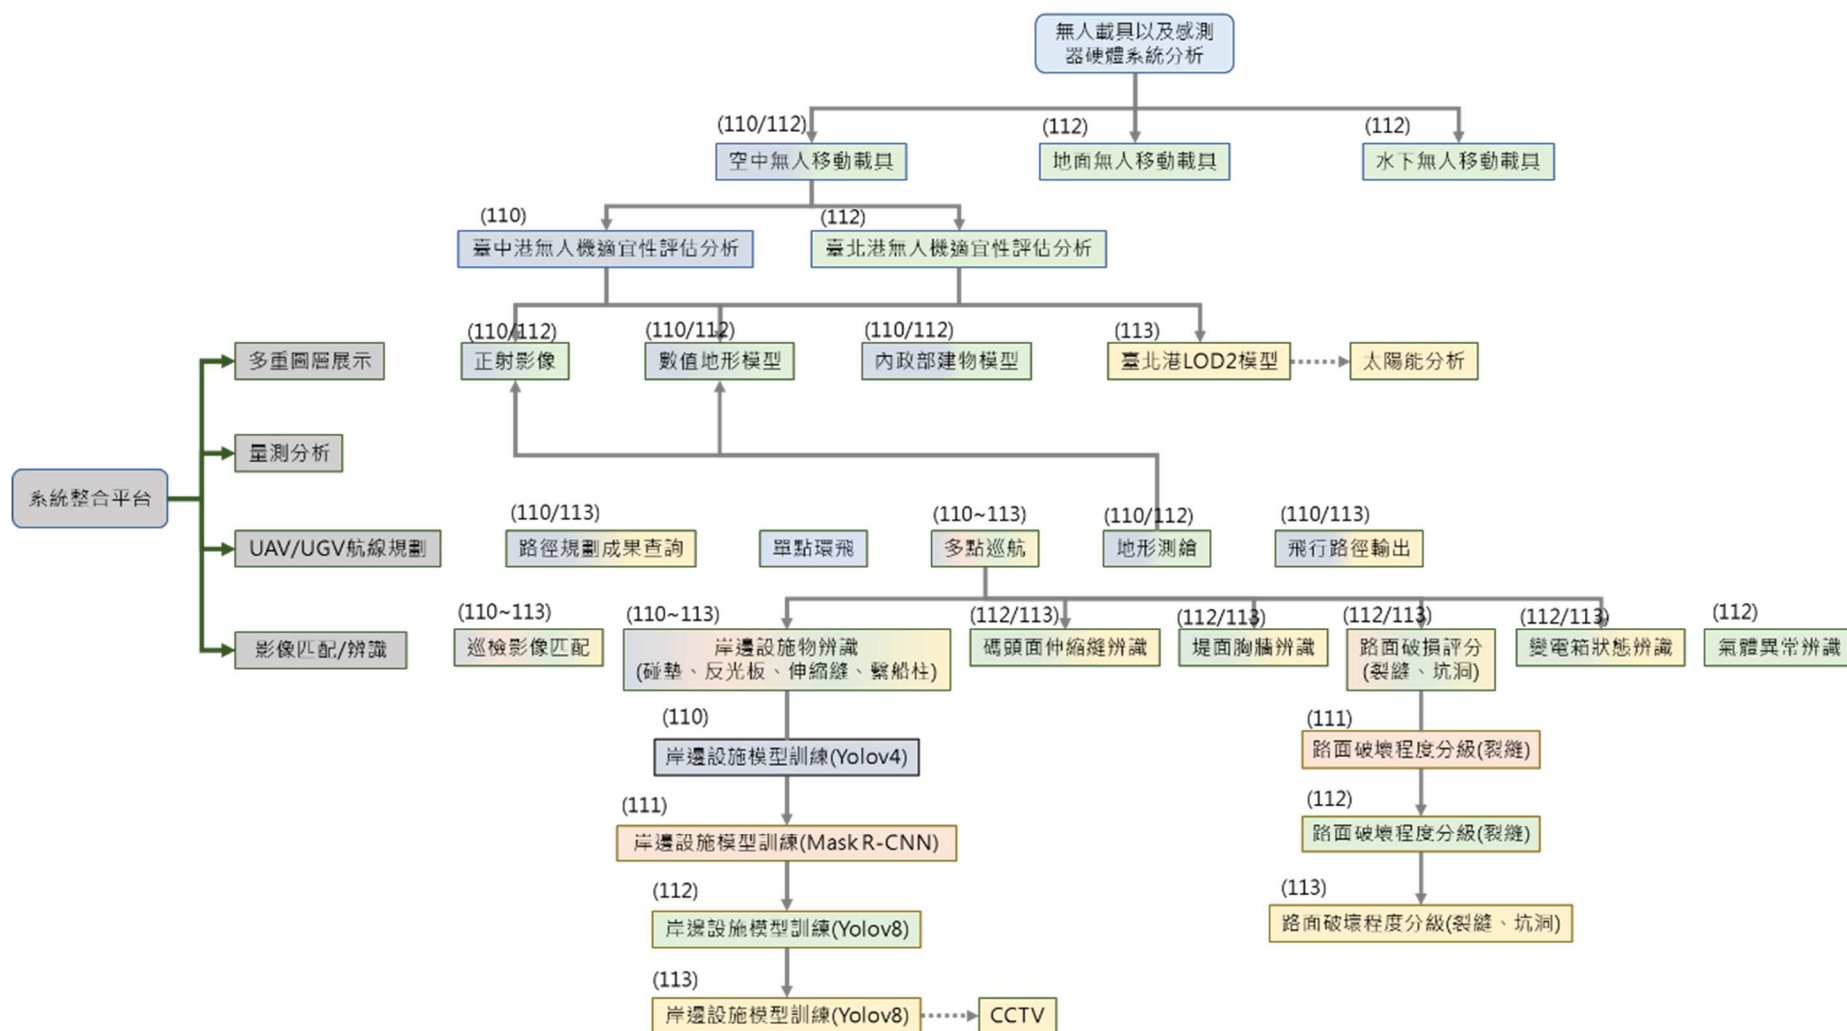 無人載具以及感測
器硬體系統分析
(110/112)
空中無人移動載具
(112)
地面無人移動載具
(112)
水下無人移動載具
(110)
臺中港無人機適宜性評估分析
(112)
臺北港無人機適宜性評估分析
系統整合平台
多重圖層展示
(110/112)
正射影像
(110/112)
數值地形模型
(110/112)
內政部建物模型
(113)
臺北港LOD2模型
太陽能分析
量測分析
UAV/UGV航線規劃
(110/113)
路徑規劃成果查詢
單點環飛
(110~113)
多點巡航
(110/112)
地形測繪
(110/113)
飛行路徑輸出
影像匹配/辨識
(110~113)
巡檢影像匹配
(110~113)
岸邊設施物辨識
(碰墊、反光板、伸縮縫、繫船柱)
(112/113)
碼頭面伸縮縫辨識
(112/113)
堤面胸牆辨識
(112/113)
路面破損評分
(裂縫、坑洞)
(112/113)
變電箱狀態辨識
(112)
氣體異常辨識
(110)
岸邊設施模型訓練(Yolov4)
(111)
岸邊設施模型訓練(Mask R-CNN)
(112)
岸邊設施模型訓練(Yolov8)
(113)
岸邊設施模型訓練(Yolov8)
CCTV
(111)
路面破壞程度分級(裂縫)
(112)
路面破壞程度分級(裂縫)
(113)
路面破壞程度分級(裂縫、坑洞)